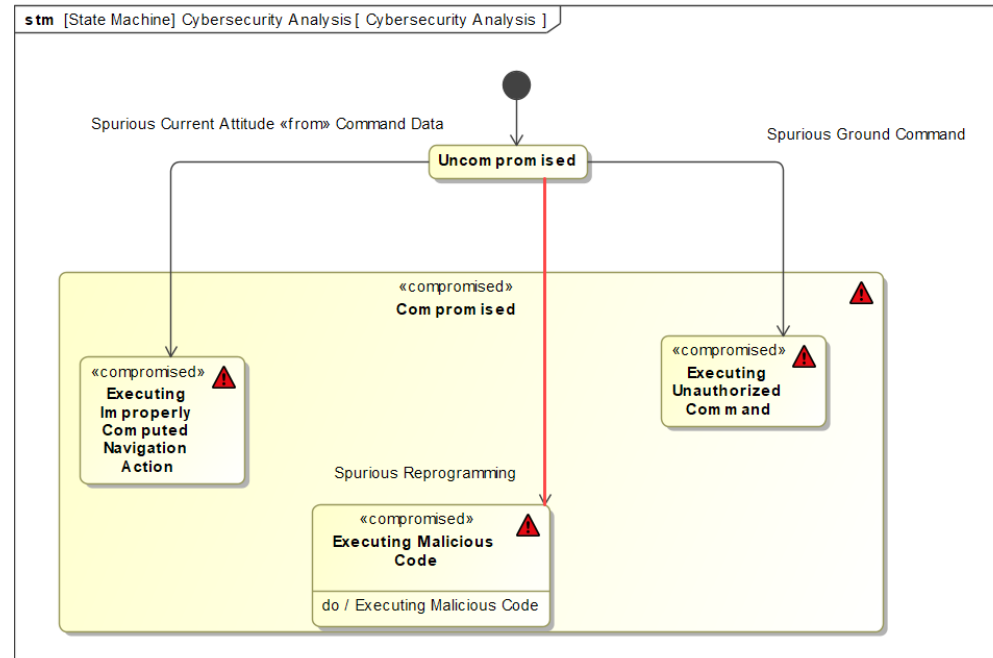 stm [State Machine] Cybersecurity Analysis [ Cybersecurity Analysis ]
Spurious Current Attitude «from» Command Data
Spurious Ground Command
Uncompromised
«compromised»
Compromised
«compromised»
Executing
Improperly
Computed
Navigation
Action
«compromised»
Executing
Unauthorized
Command
Spurious Reprogramming
«compromised»
Executing Malicious
Code
do / Executing Malicious Code